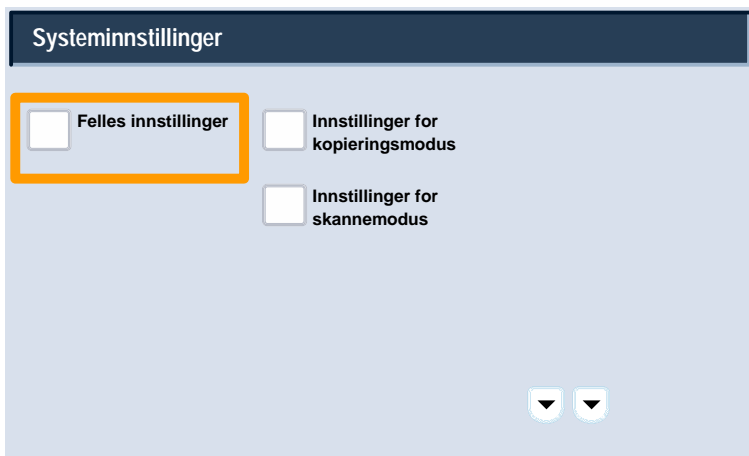 Systeminnstillinger
Felles innstillinger
Innstillinger for
kopieringsmodus
Innstillinger for
skannemodus